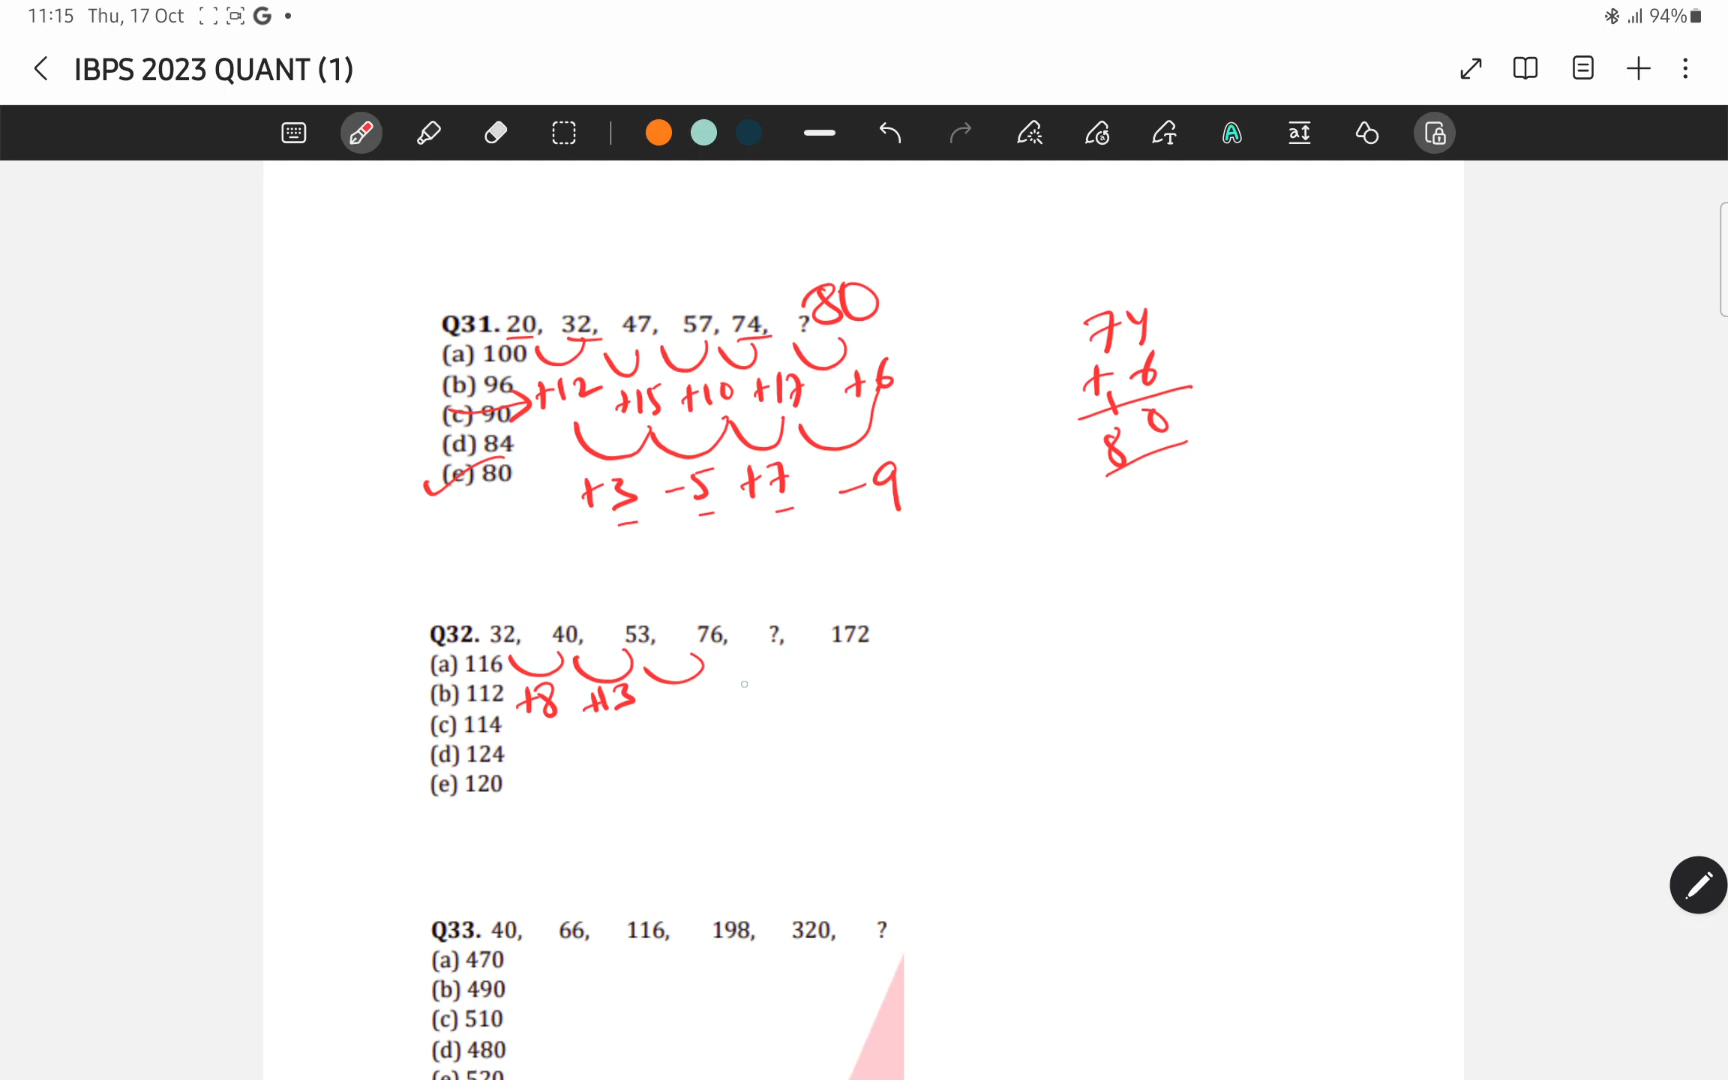 11:15 Thu, 17 Oct G 94%
IBPS 2023 QUANT (1)
Q31. 20, 32, 47, 57, 74, ? 80
(a) 100
(b) 96
(c) 90
(d) 84
(e) 80
+12 +15 +10 +17 +6
+3 -5 +7 -9
74
+ 6
1
80
Q32. 32, 40, 53, 76, ?, 172
(a) 116
(b) 112
(c) 114
(d) 124
(e) 120
+8 +13
Q33. 40, 66, 116, 198, 320, ?
(a) 470
(b) 490
(c) 510
(d) 480
(e) 520